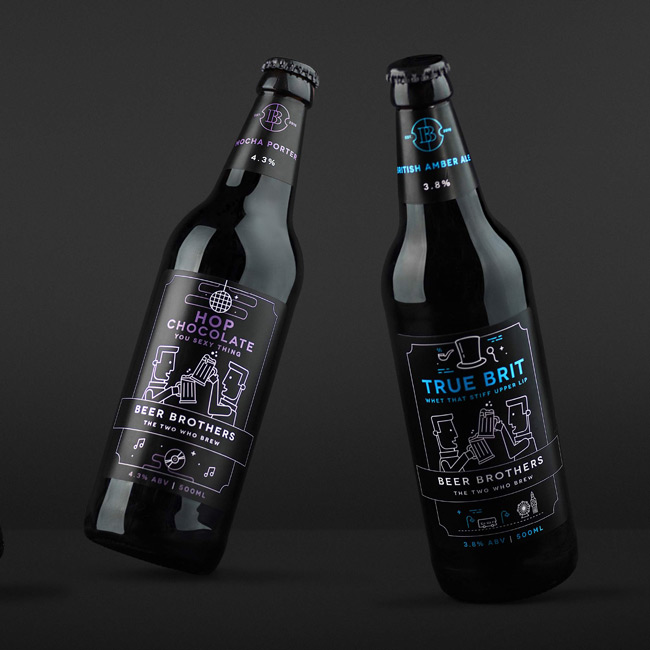 BB
MOCHA PORTER
4.3%
HOP
CHOCOLATE
YOU SEXY THING
BEER BROTHERS
THE TWO WHO BREW
4.3% ABV | 500ML
BB
BRITISH AMBER ALE
3.8%
TRUE BRIT
WHET THAT STIFF UPPER LIP
BEER BROTHERS
THE TWO WHO BREW
3.8% ABV | 500ML